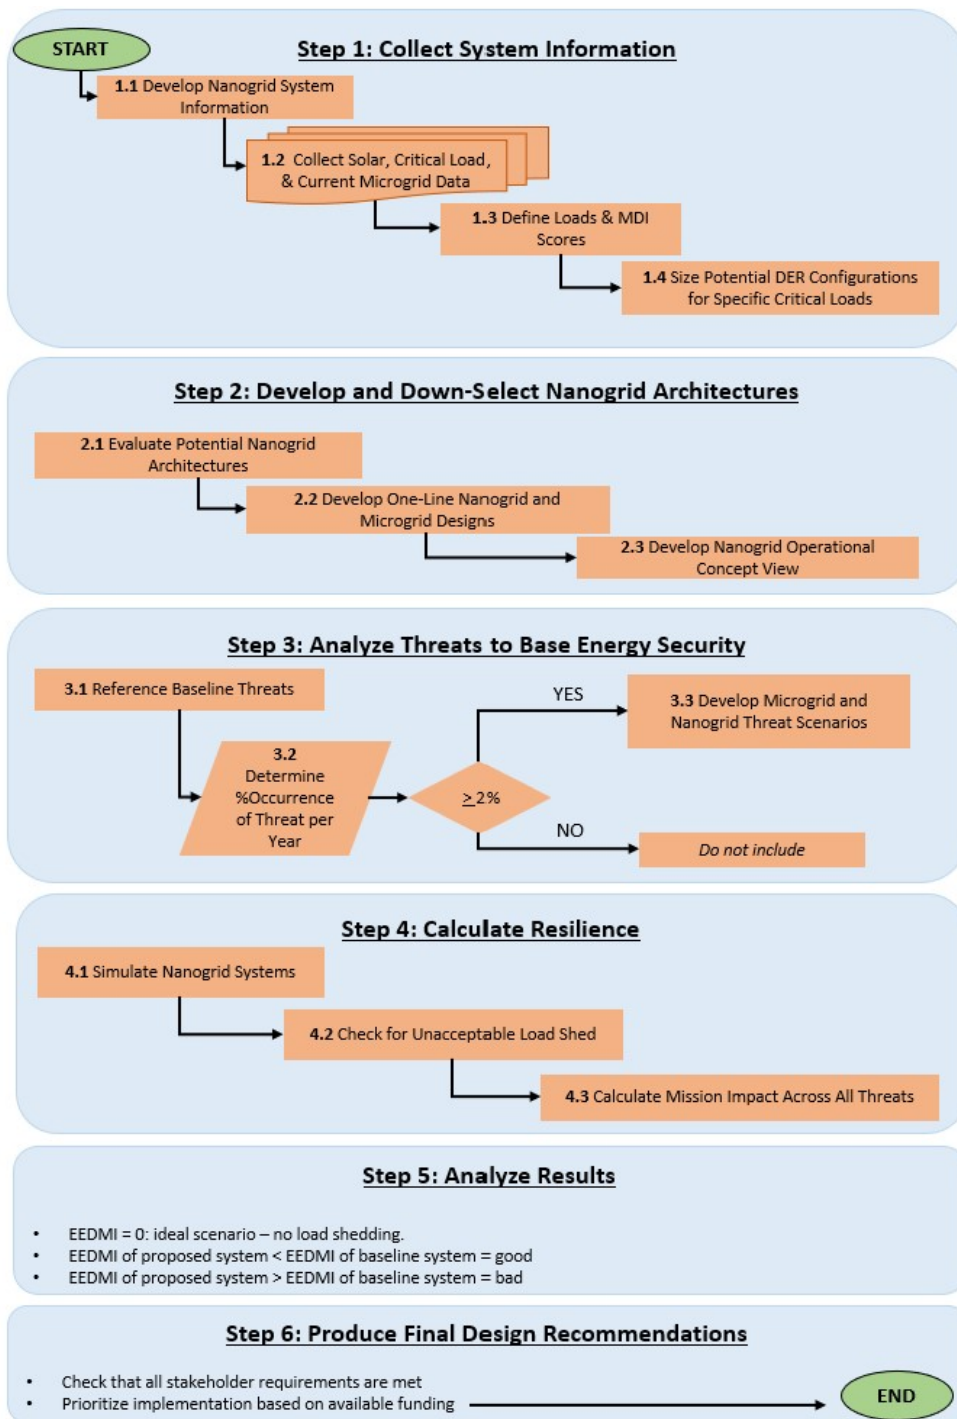 START
Step 1: Collect System Information
1.1 Develop Nanogrid System
Information
1.2 Collect Solar, Critical Load,
& Current Microgrid Data
1.3 Define Loads & MDI
Scores
1.4 Size Potential DER Configurations
for Specific Critical Loads
Step 2: Develop and Down-Select Nanogrid Architectures
2.1 Evaluate Potential Nanogrid
Architectures
2.2 Develop One-Line Nanogrid and
Microgrid Designs
2.3 Develop Nanogrid Operational
Concept View
Step 3: Analyze Threats to Base Energy Security
3.1 Reference Baseline Threats
3.2
Determine
%Occurrence
of Threat per
Year
≥ 2%
YES
3.3 Develop Microgrid and
Nanogrid Threat Scenarios
NO
Do not include
Step 4: Calculate Resilience
4.1 Simulate Nanogrid Systems
4.2 Check for Unacceptable Load Shed
4.3 Calculate Mission Impact Across All Threats
Step 5: Analyze Results
• EEDMI = 0: ideal scenario – no load shedding.
• EEDMI of proposed system < EEDMI of baseline system = good
• EEDMI of proposed system > EEDMI of baseline system = bad
Step 6: Produce Final Design Recommendations
• Check that all stakeholder requirements are met
• Prioritize implementation based on available funding
END